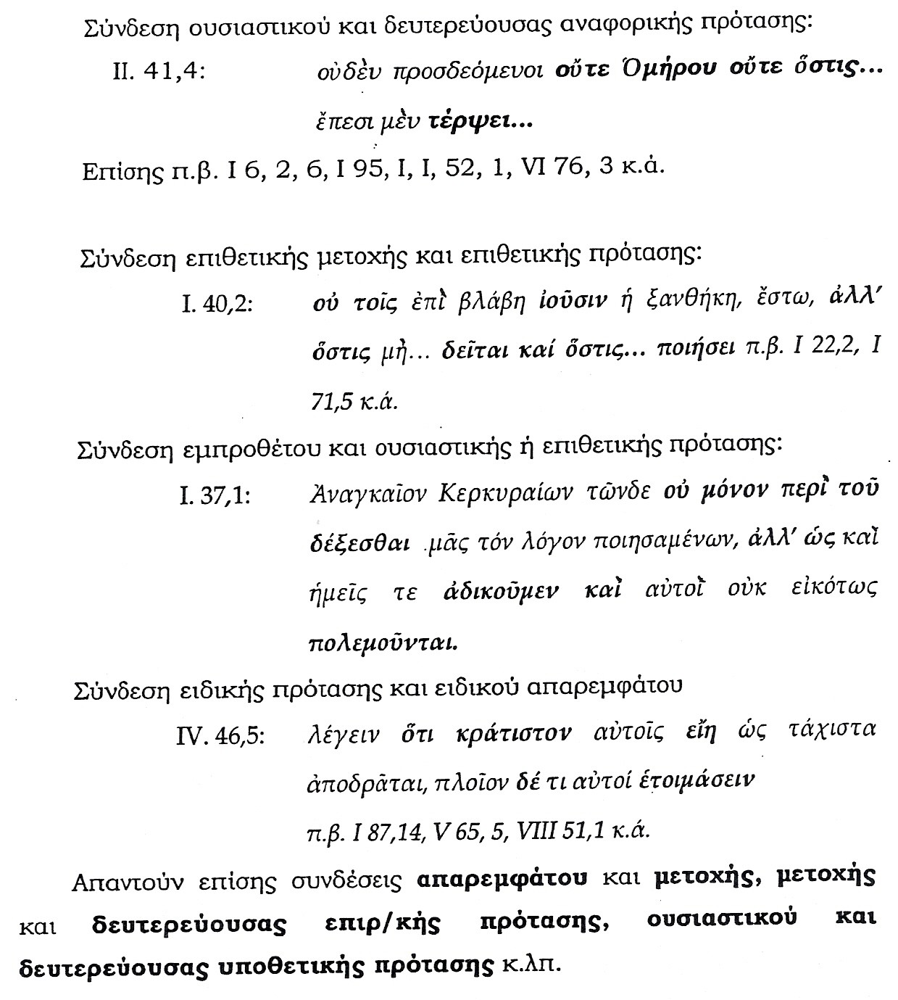 Σύνδεση ουσιαστικού και δευτερεύουσας αναφορικής πρότασης:
II. 41,4: οὐδὲν προσδεόμενοι οὔτε Ὁμήρου οὔτε ὅστις...
ἔπεσι μὲν τέρψει...
Επίσης π.β. I 6, 2, 6, I 95, I, I, 52, 1, VI 76, 3 κ.ά.
Σύνδεση επιθετικής μετοχής και επιθετικής πρότασης:
I. 40,2: οὐ τοῖς ἐπὶ βλάβη ἰοῦσιν ἡ ξανθήκη, ἔστω, ἀλλ’
ὅστις μὴ... δεῖται καί ὅστις... ποιήσει π.β. I 22,2, I
71,5 κ.ά.
Σύνδεση εμπροθέτου και ουσιαστικής ή επιθετικής πρότασης:
I. 37,1: Ἀναγκαῖον Κερκυραίων τῶνδε οὐ μόνον περὶ τοῦ
δέξεσθαι .μᾶς τόν λόγον ποιησαμένων, ἀλλ’ ὡς καὶ
ἡμεῖς τε ἀδικοῦμεν καὶ αὐτοὶ οὐκ εἰκότως
πολεμοῦνται.
Σύνδεση ειδικής πρότασης και ειδικού απαρεμφάτου
IV. 46,5: λέγειν ὅτι κράτιστον αὐτοῖς εἴη ὡς τάχιστα
ἀποδρᾶται, πλοῖον δέ τι αὐτοί ἑτοιμάσειν
π.β. I 87,14, V 65, 5, VIII 51,1 κ.ά.
Απαντούν επίσης συνδέσεις απαρεμφάτου και μετοχής, μετοχής
και δευτερεύουσας επιρ/κής πρότασης, ουσιαστικού και
δευτερεύουσας υποθετικής πρότασης κ.λπ.